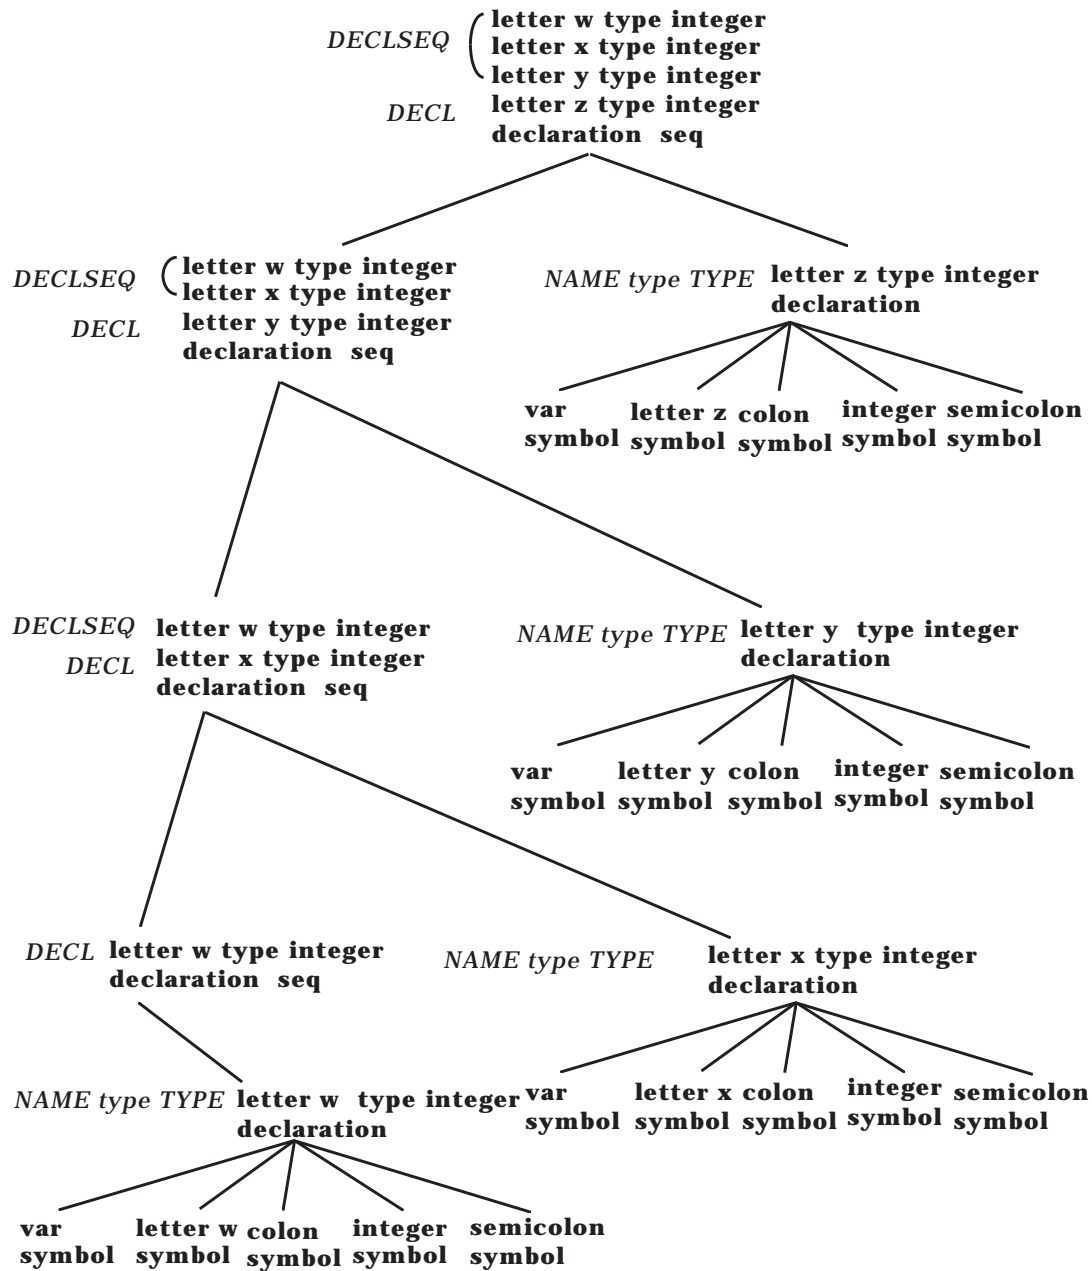 DECLSEQ letter w type integer
letter x type integer
letter y type integer
DECL letter z type integer
declaration seq
DECLSEQ letter w type integer
letter x type integer
DECL letter y type integer
declaration seq
NAME type TYPE letter z type integer
declaration
var letter z colon integer semicolon
symbol symbol symbol symbol symbol
DECLSEQ letter w type integer
DECL letter x type integer
declaration seq
NAME type TYPE letter y type integer
declaration
var letter y colon integer semicolon
symbol symbol symbol symbol symbol
DECL letter w type integer
declaration seq
NAME type TYPE letter x type integer
declaration
NAME type TYPE letter w type integer
declaration
var letter x colon integer semicolon
symbol symbol symbol symbol symbol
var letter w colon integer semicolon
symbol symbol symbol symbol symbol